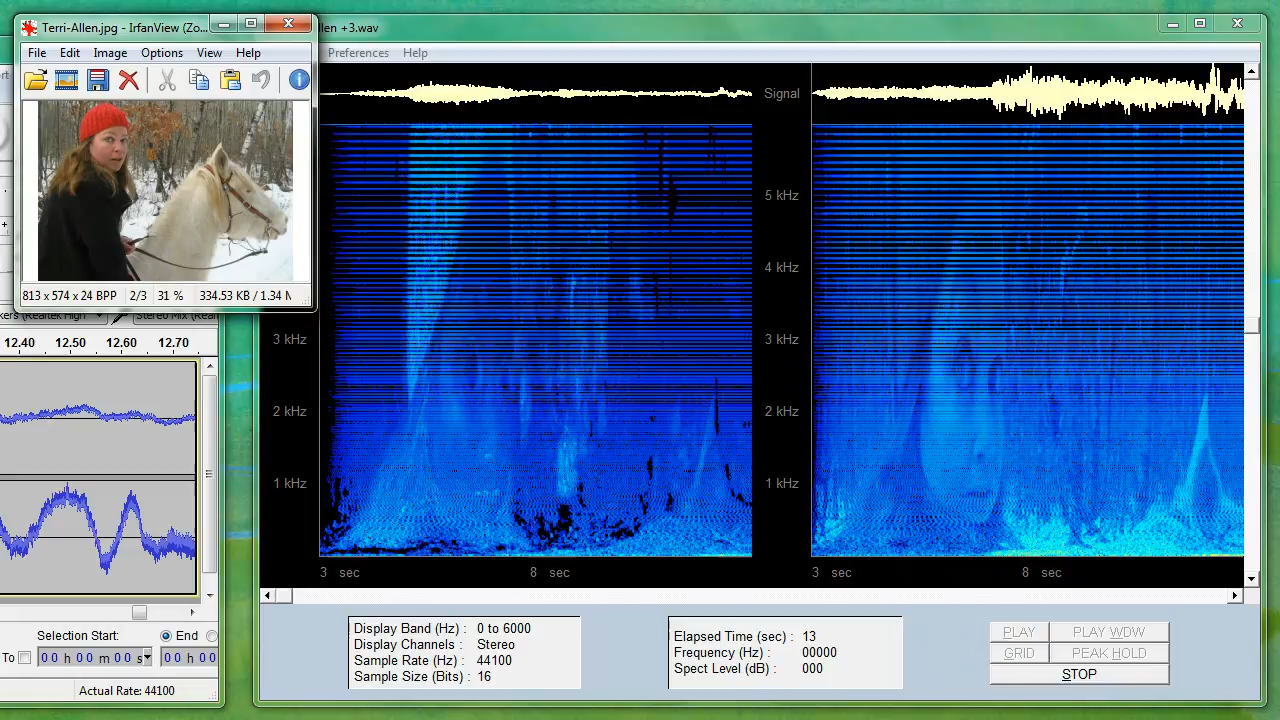 Terri-Allen.jpg - IrfanView (Zo...
File Edit Image Options View Help
813 x 574 x 24 BPP 2/3 31 % 334.53 KB / 1.34
llen +3.wav
Preferences Help
Signal
5 kHz
4 kHz
3 kHz 3 kHz
2 kHz 2 kHz
1 kHz 1 kHz
3 sec 8 sec 3 sec 8 sec
12.40 12.50 12.60 12.70
Selection Start: End
To 00 h 00 m 00 s 00 h 00
Actual Rate: 44100
Display Band (Hz) : 0 to 6000
Display Channels : Stereo
Sample Rate (Hz) : 44100
Sample Size (Bits) : 16
Elapsed Time (sec) : 13
Frequency (Hz) : 00000
Spect Level (dB) : 000
PLAY PLAY WDW
GRID PEAK HOLD
STOP